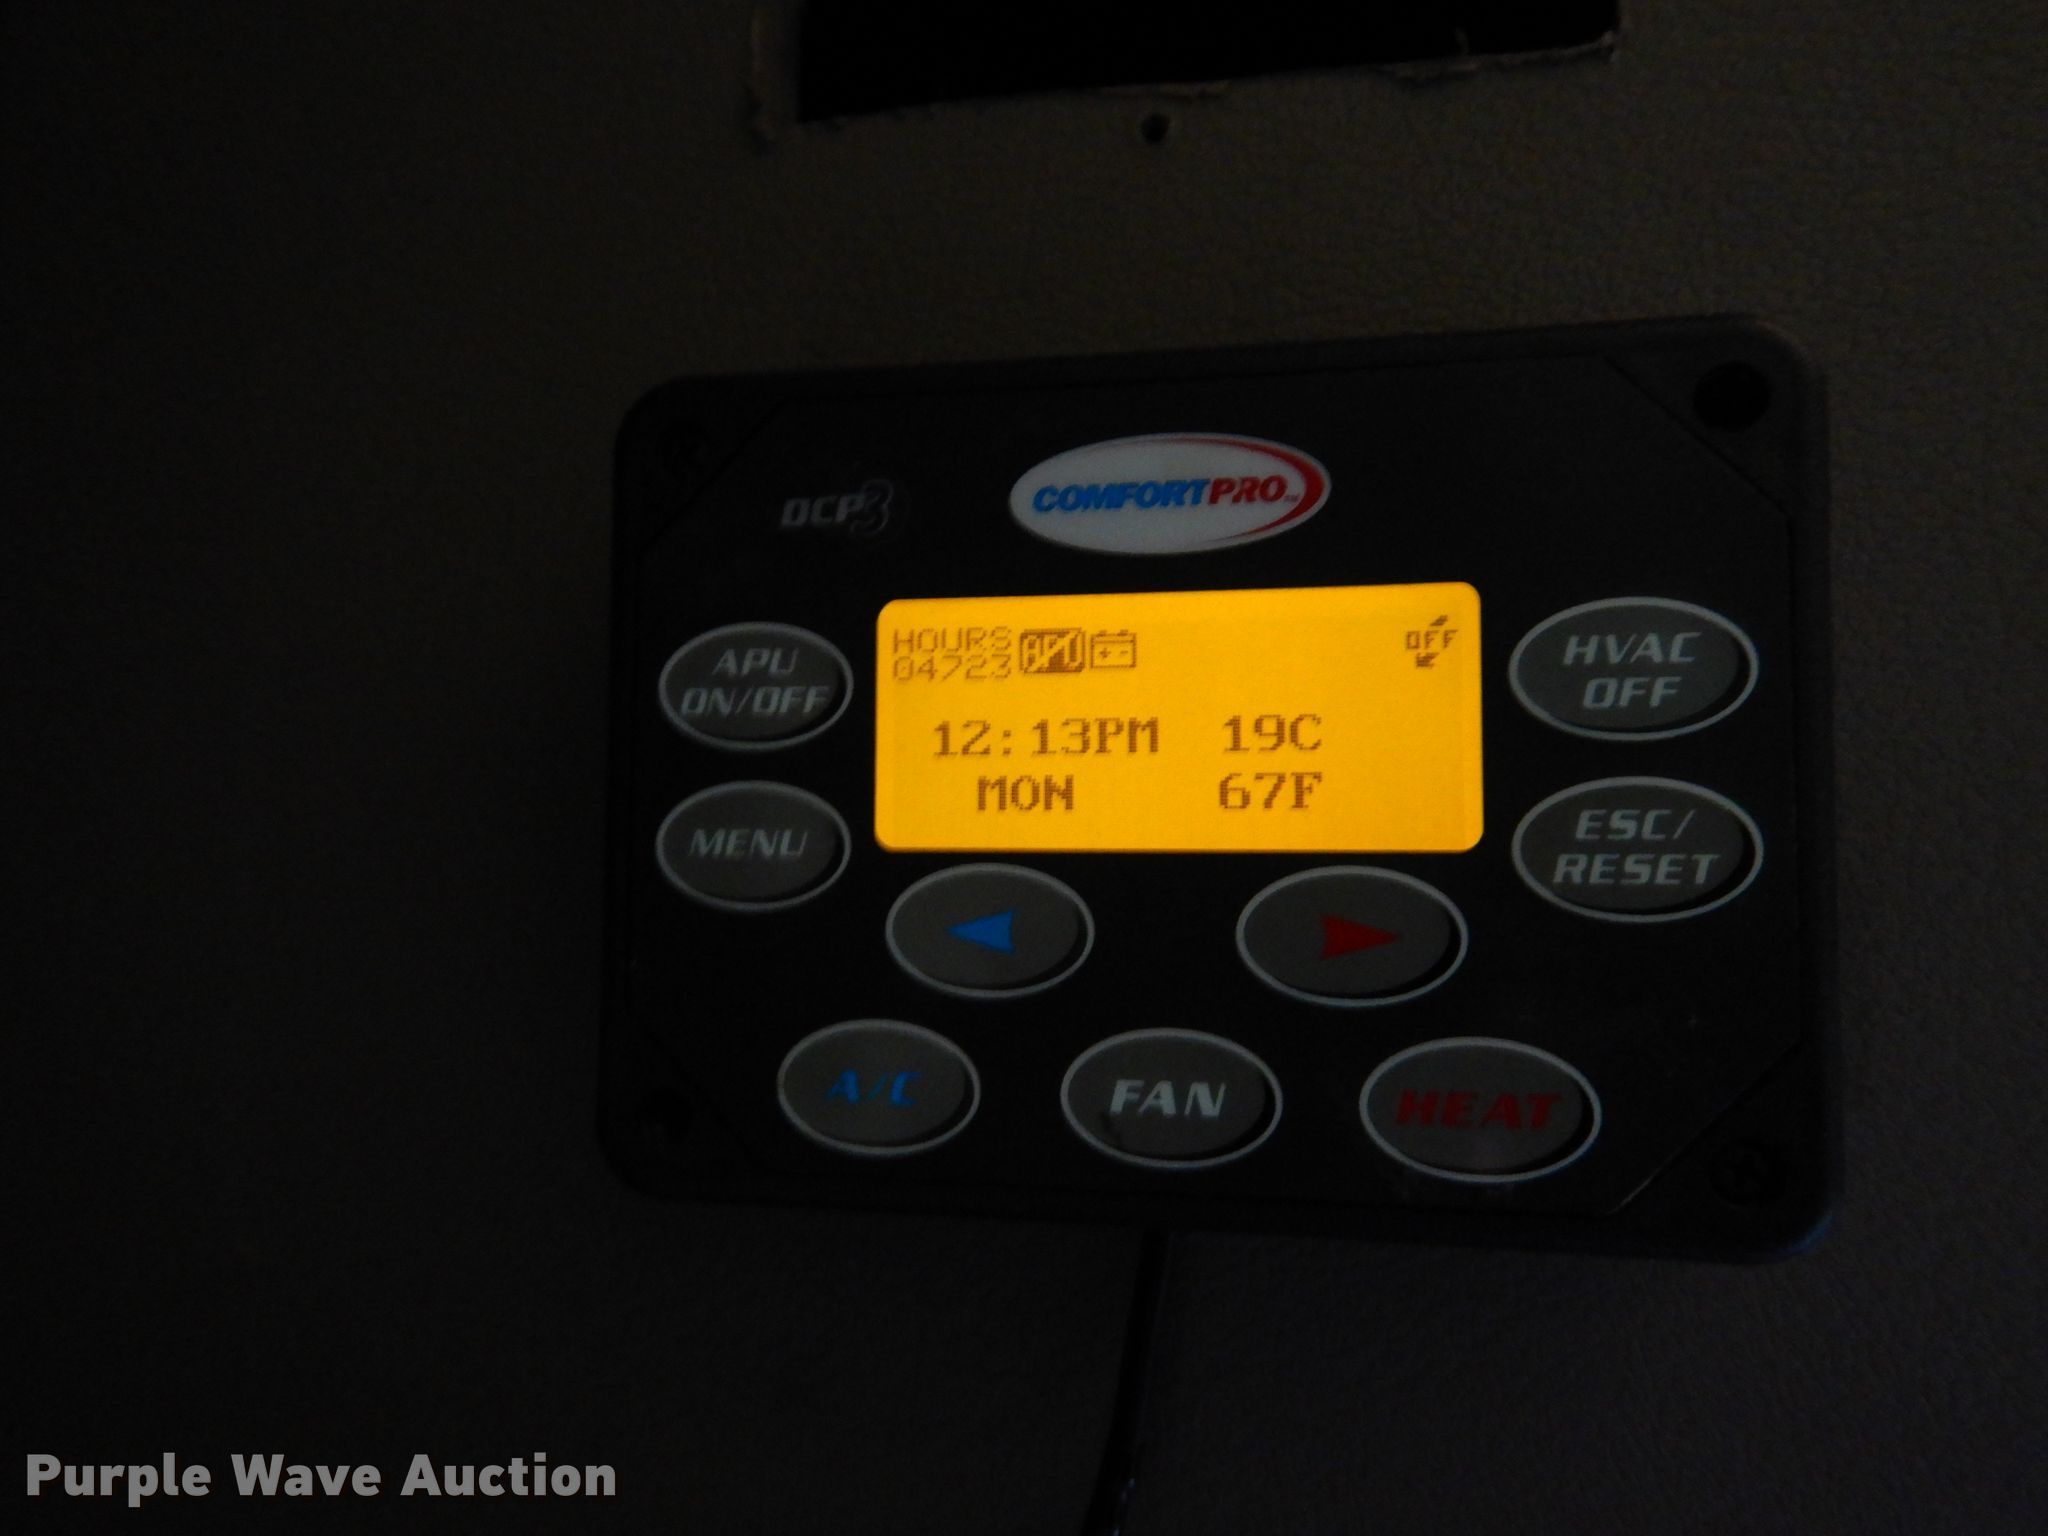 DCP3
COMFORTPRO
HOURS
04723
APU
OFF
12:13PM 19C
MON 67F
APU
ON/OFF
MENU
HVAC
OFF
ESC/
RESET
A/C
FAN
HEAT
Purple Wave Auction